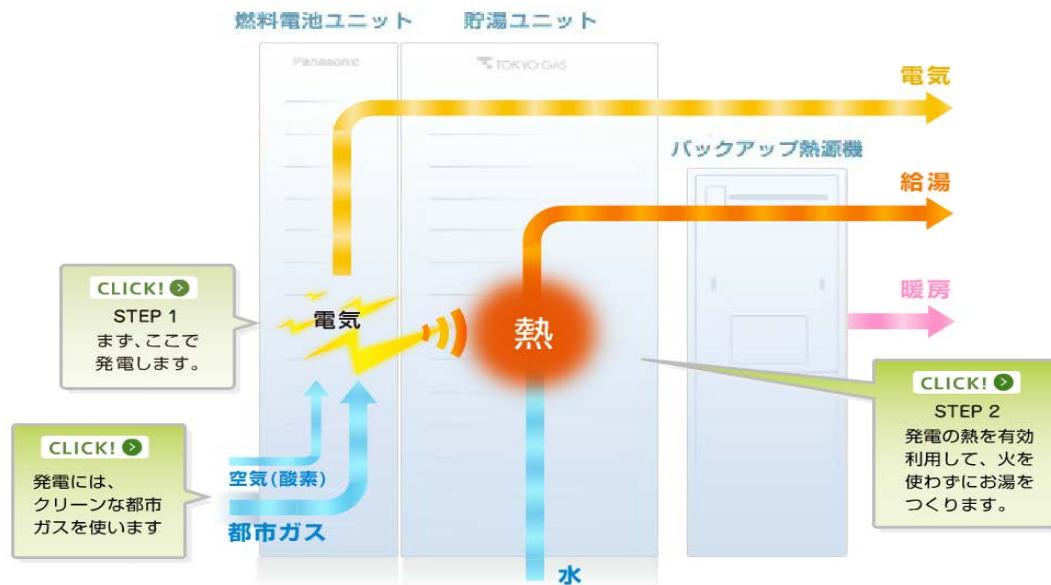 燃料電池ユニット
貯湯ユニット
Panasonic
TOKYO GAS
電気
バックアップ熱源機
給湯
CLICK!
STEP 1
まず、ここで
発電します。
電気
熱
暖房
CLICK!
STEP 2
発電の熱を有効
利用して、火を
使わずにお湯を
つくります。
CLICK!
発電には、
クリーンな都市
ガスを使います
空気(酸素)
都市ガス
水